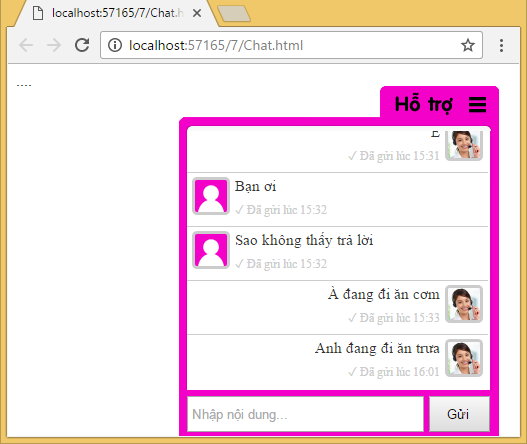 localhost:57165/7/Chat.h
localhost:57165/7/Chat.html
....
Hỗ trợ
✓ Đã gửi lúc 15:31
Bạn ơi
✓ Đã gửi lúc 15:32
Sao không thấy trả lời
✓ Đã gửi lúc 15:32
À đang đi ăn cơm
✓ Đã gửi lúc 15:33
Anh đang đi ăn trưa
✓ Đã gửi lúc 16:01
Nhập nội dung...
Gửi